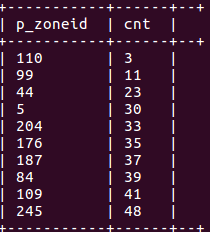 +-----------+------+--+
| p_zoneid | cnt |
+-----------+------+--+
| 110 | 3 |
| 99 | 11 |
| 44 | 23 |
| 5 | 30 |
| 204 | 33 |
| 176 | 35 |
| 187 | 37 |
| 84 | 39 |
| 109 | 41 |
| 245 | 48 |
+-----------+------+--+